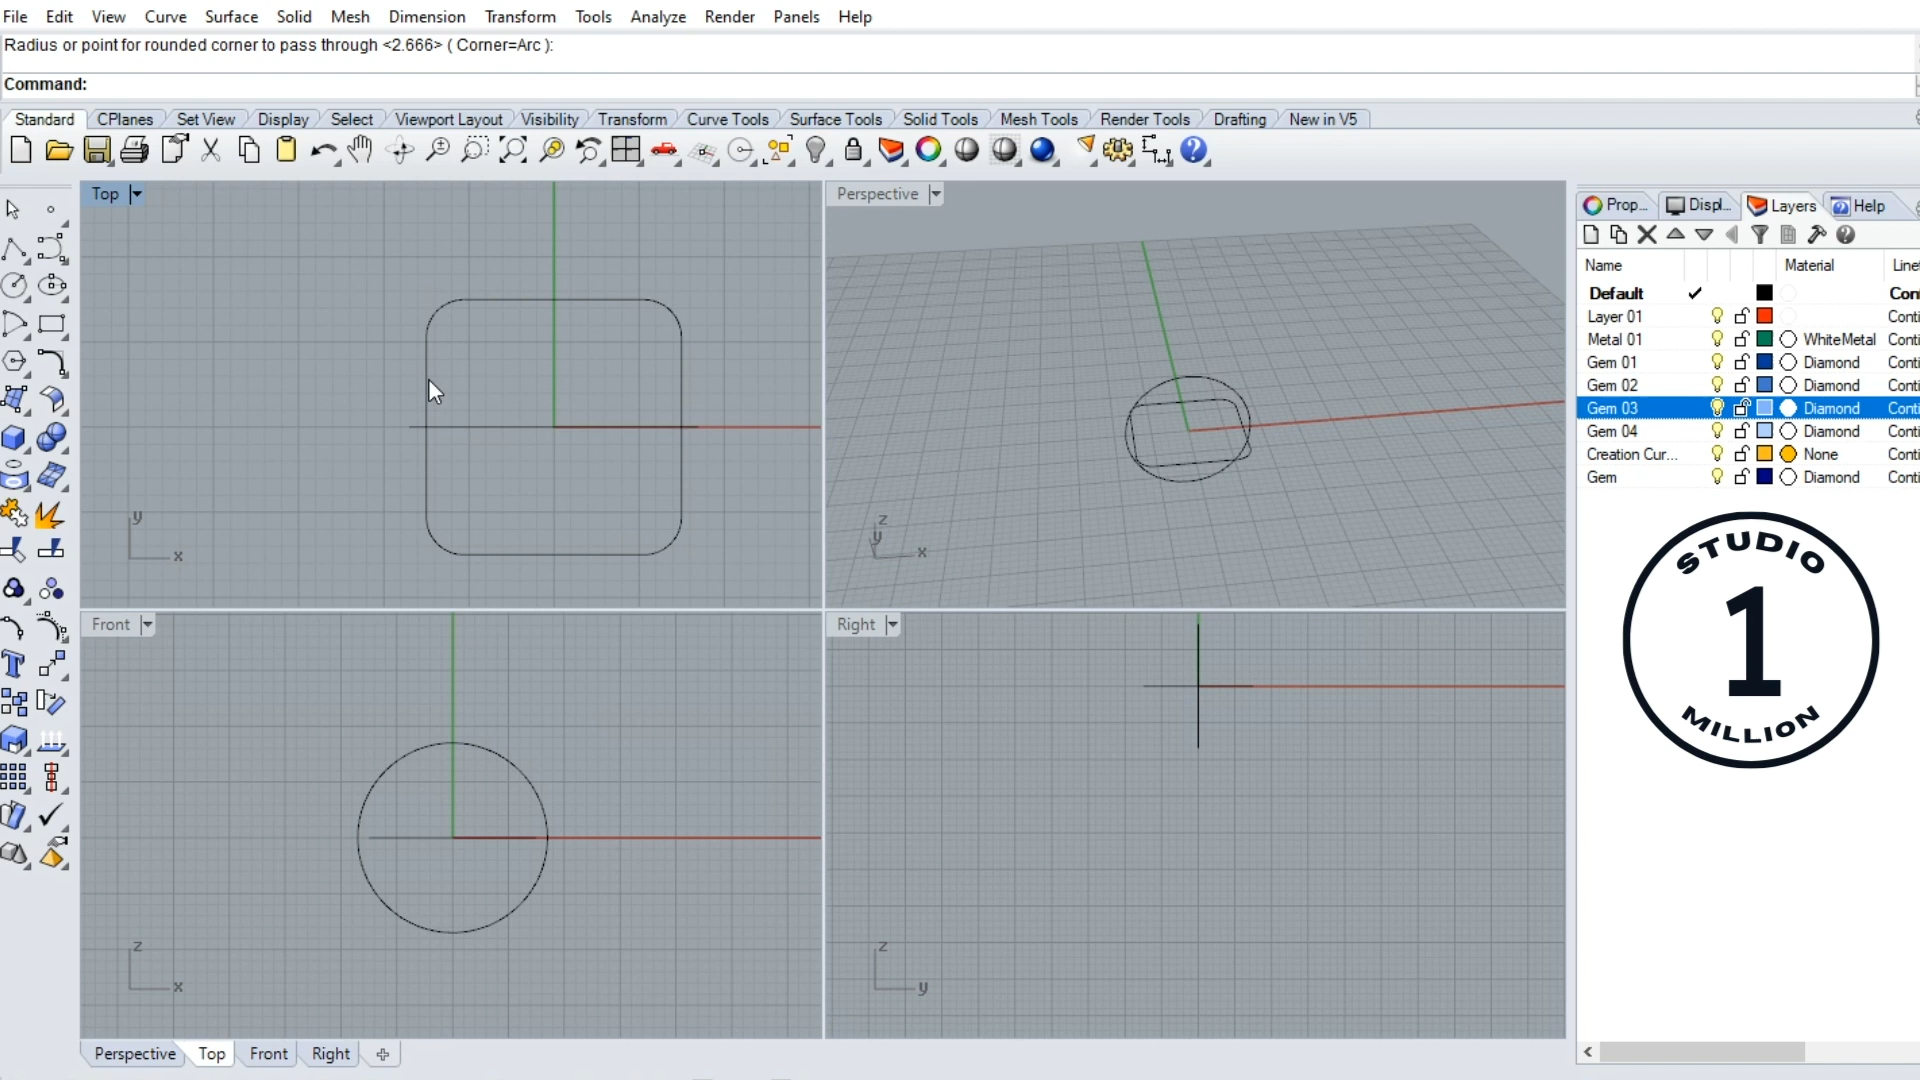 File Edit View Curve Surface Solid Mesh Dimension Transform Tools Analyze Render Panels Help
Radius or point for rounded corner to pass through <2.666> ( Corner=Arc ):
Command:
Standard CPlanes Set View Display Select Viewport Layout Visibility Transform Curve Tools Surface Tools Solid Tools Mesh Tools Render Tools Drafting New in V5
Top
Perspective
Prop... Displ... Layers Help
Name Material Linet
Default Con
Layer 01 Conti
Metal 01 WhiteMetal Conti
Gem 01 Diamond Conti
Gem 02 Diamond Conti
Gem 03 Diamond Conti
Gem 04 Diamond Conti
Creation Cur... None Conti
Gem Diamond Conti
y
x
z
y
x
STUDIO
1
MILLION
Front
Right
z
x
z
y
Perspective Top Front Right